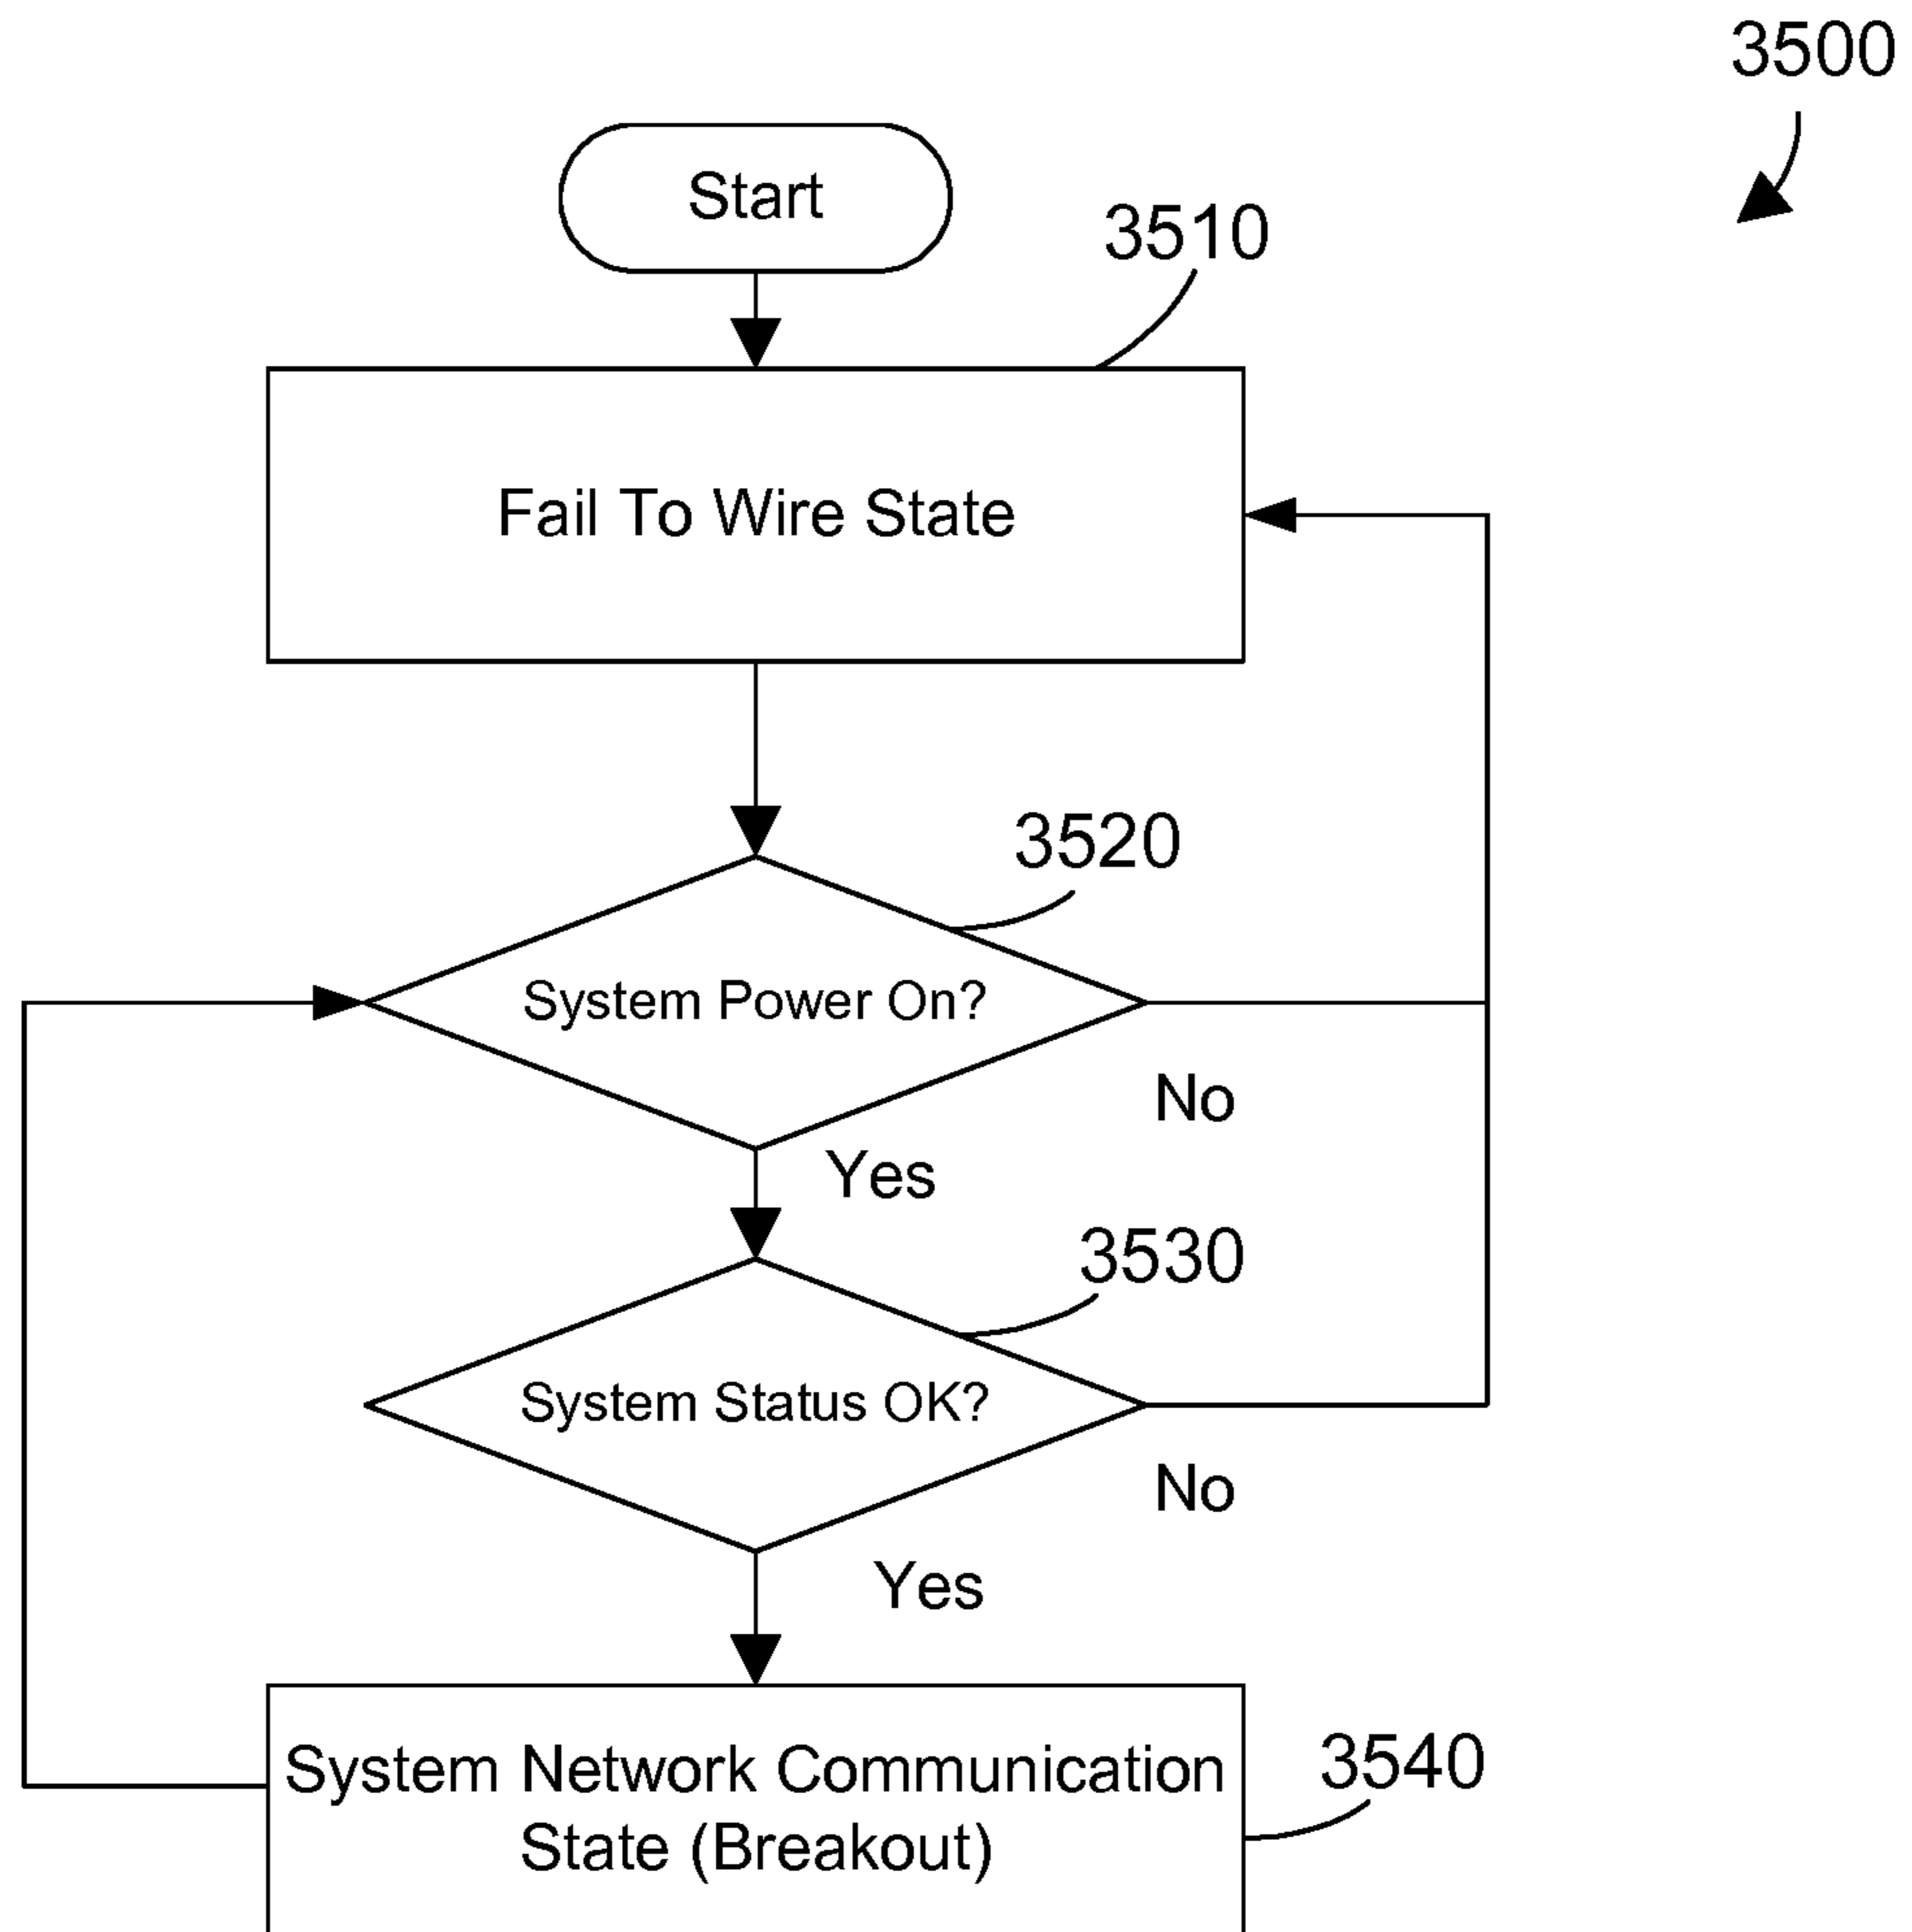 3500
Start
3510
Fail To Wire State
3520
System Power On?
No
Yes
3530
System Status OK?
No
Yes
System Network Communication
State (Breakout)
3540